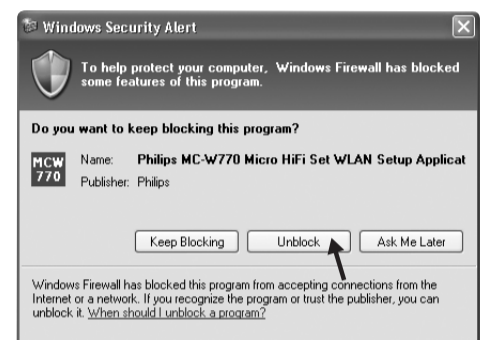 Windows Security Alert
To help protect your computer, Windows Firewall has blocked
some features of this program.
Do you want to keep blocking this program?
MCW
770
Name: Philips MC-W770 Micro HiFi Set WLAN Setup Applicat
Publisher: Philips
Keep Blocking Unblock Ask Me Later
Windows Firewall has blocked this program from accepting connections from the
Internet or a network. If you recognize the program or trust the publisher, you can
unblock it. When should I unblock a program?